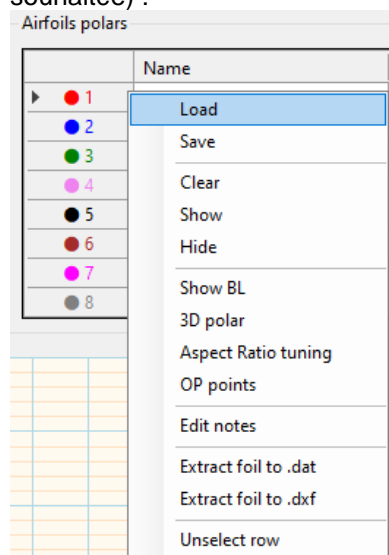 souhaitée) :
Airfoils polars
Name
1
Load
2
Save
3
4
Clear
5
Show
6
Hide
7
Show BL
8
3D polar
Aspect Ratio tuning
OP points
Edit notes
Extract foil to .dat
Extract foil to .dxf
Unselect row